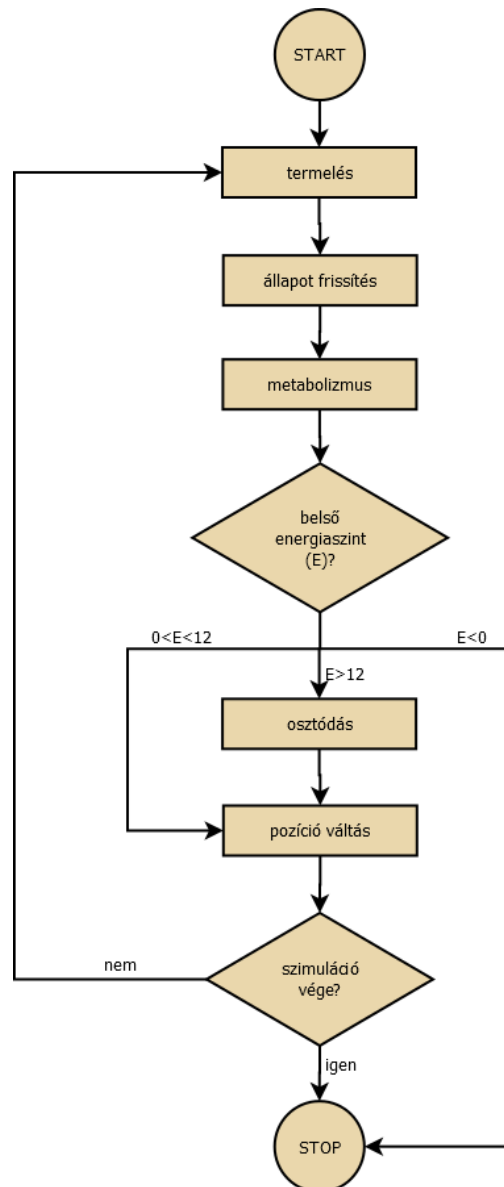 START
termelés
állapot frissítés
metabolizmus
belső
energiaszint
(E)?
0<E<12
E<0
E>12
osztódás
pozíció váltás
szimuláció
vége?
nem
igen
STOP